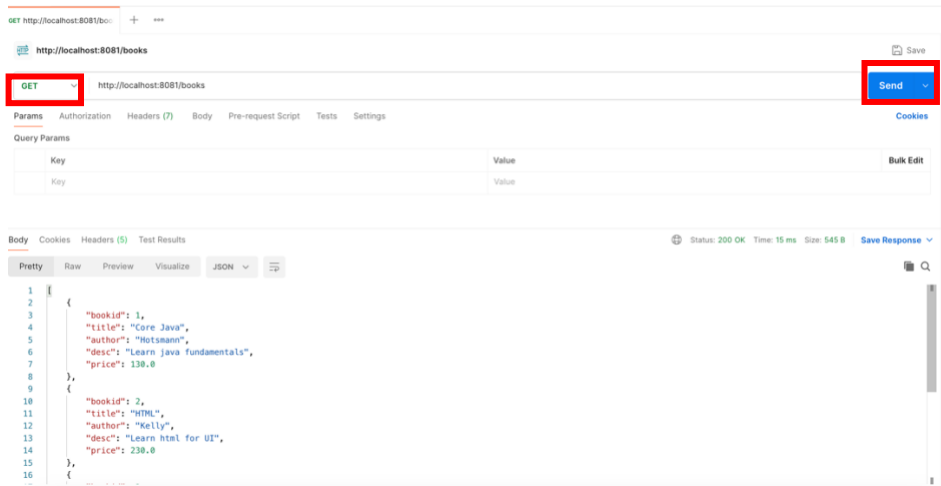 GET http://localhost:8081/boo
http://localhost:8081/books Save
GET http://localhost:8081/books Send
Params Authorization Headers (7) Body Pre-request Script Tests Settings Cookies
Query Params
Key Value Bulk Edit
Key Value
Body Cookies Headers (5) Test Results Status: 200 OK Time: 15 ms Size: 545 B Save Response
Pretty Raw Preview Visualize JSON
1 [
2 {
3 "bookid": 1,
4 "title": "Core Java",
5 "author": "Hotsmann",
6 "desc": "Learn java fundamentals",
7 "price": 130.0
8 },
9 {
10 "bookid": 2,
11 "title": "HTML",
12 "author": "Kelly",
13 "desc": "Learn html for UI",
14 "price": 230.0
15 },
16 {